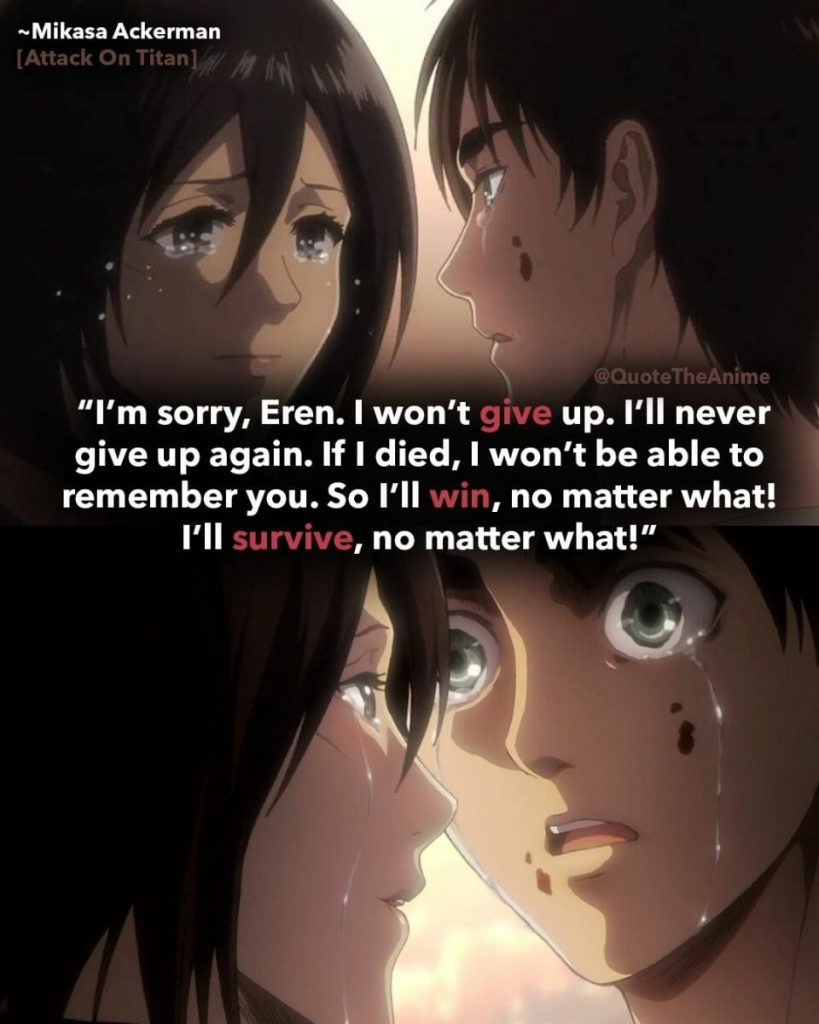 ~Mikasa Ackerman
[Attack On Titan]
@QuoteTheAnime
“I’m sorry, Eren. I won’t give up. I’ll never
give up again. If I died, I won’t be able to
remember you. So I’ll win, no matter what!
I’ll survive, no matter what!”